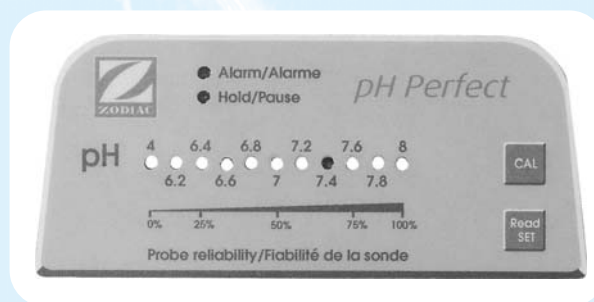 ZODIAC
Alarm/Alarme
Hold/Pause
pH Perfect
pH
4 6.4 6.8 7.2 7.6 8
6.2 6.6 7 7.4 7.8
CAL
0% 25% 50% 75% 100%
Read
SET
Probe reliability/Fiabilité de la sonde